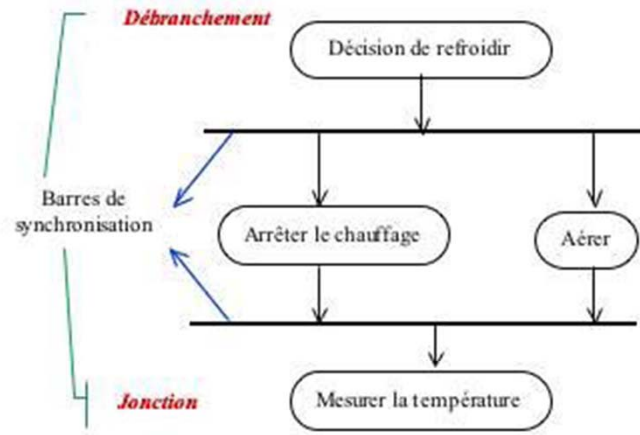 Débranchement
Décision de refroidir
Barres de
synchronisation
Arrêter le chauffage
Aérer
Jonction
Mesurer la température